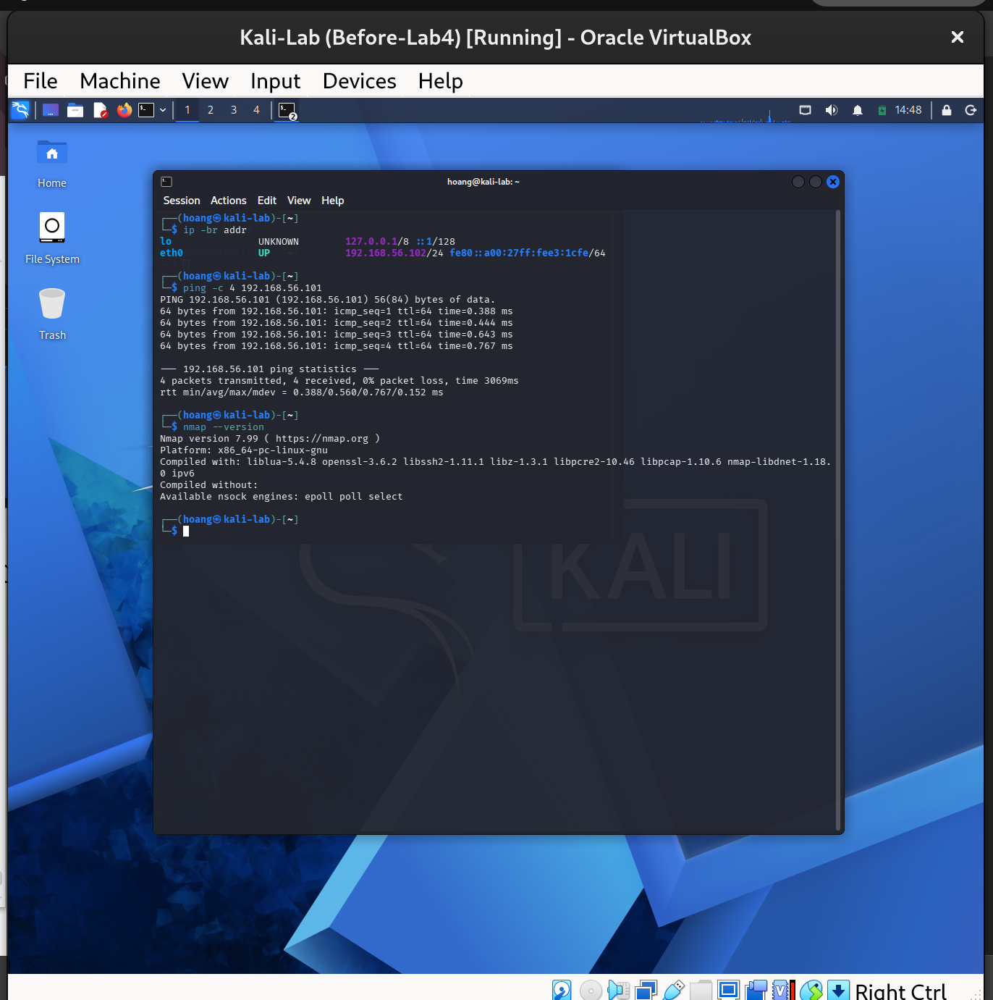 Kali-Lab (Before-Lab4) [Running] - Oracle VirtualBox
File Machine View Input Devices Help
1 2 3 4 2 14:48
Home
File System
Trash
hoang@kali-lab: ~
Session Actions Edit View Help
┌──(hoang㉿kali-lab)-[~]
└─$ ip -br addr
lo UNKNOWN 127.0.0.1/8 ::1/128
eth0 UP 192.168.56.102/24 fe80::a00:27ff:fee3:1cfe/64
┌──(hoang㉿kali-lab)-[~]
└─$ ping -c 4 192.168.56.101
PING 192.168.56.101 (192.168.56.101) 56(84) bytes of data.
64 bytes from 192.168.56.101: icmp_seq=1 ttl=64 time=0.388 ms
64 bytes from 192.168.56.101: icmp_seq=2 ttl=64 time=0.444 ms
64 bytes from 192.168.56.101: icmp_seq=3 ttl=64 time=0.643 ms
64 bytes from 192.168.56.101: icmp_seq=4 ttl=64 time=0.767 ms
--- 192.168.56.101 ping statistics ---
4 packets transmitted, 4 received, 0% packet loss, time 3069ms
rtt min/avg/max/mdev = 0.388/0.560/0.767/0.152 ms
┌──(hoang㉿kali-lab)-[~]
└─$ nmap --version
Nmap version 7.99 ( https://nmap.org )
Platform: x86_64-pc-linux-gnu
Compiled with: liblua-5.4.8 openssl-3.6.2 libssh2-1.11.1 libz-1.3.1 libpcre2-10.46 libpcap-1.10.6 nmap-libdnet-1.18.
0 ipv6
Compiled without:
Available nsock engines: epoll poll select
┌──(hoang㉿kali-lab)-[~]
└─$
KALI
Right Ctrl